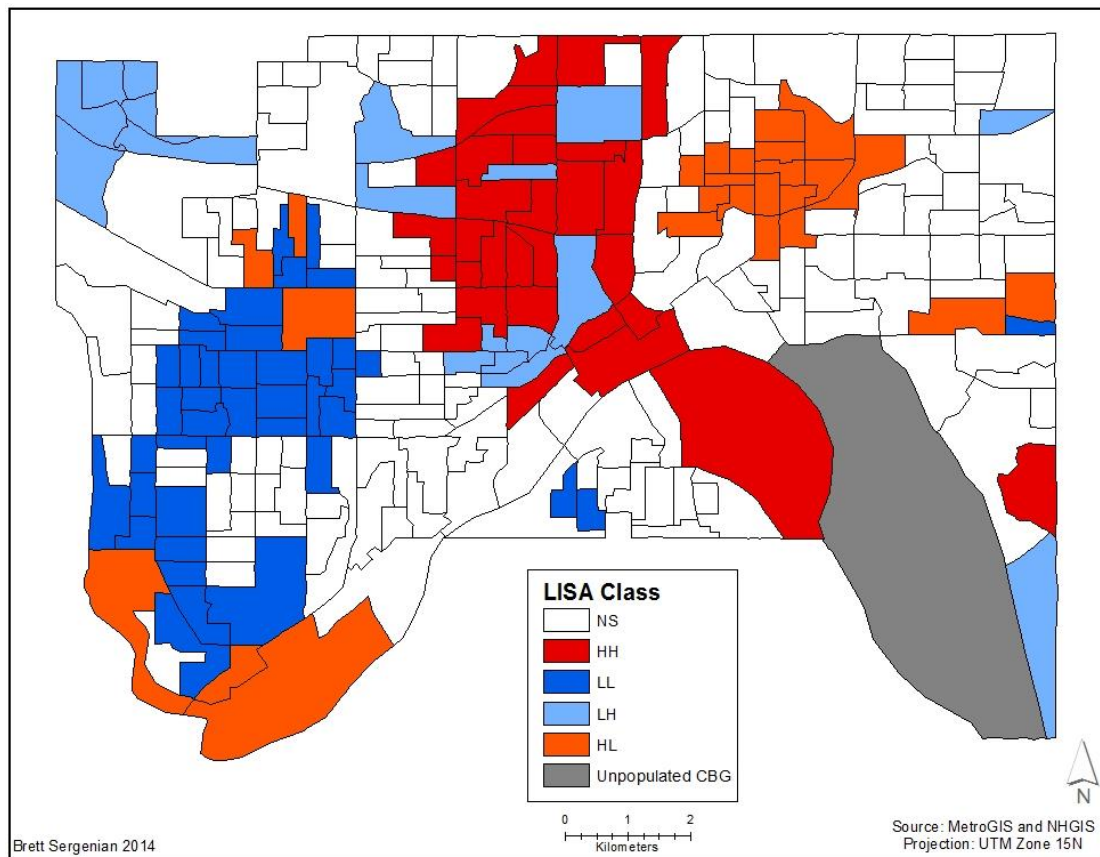 LISA Class
NS
HH
LL
LH
HL
Unpopulated CBG
N
0 1 2
Kilometers
Brett Sergenian 2014
Source: MetroGIS and NHGIS
Projection: UTM Zone 15N